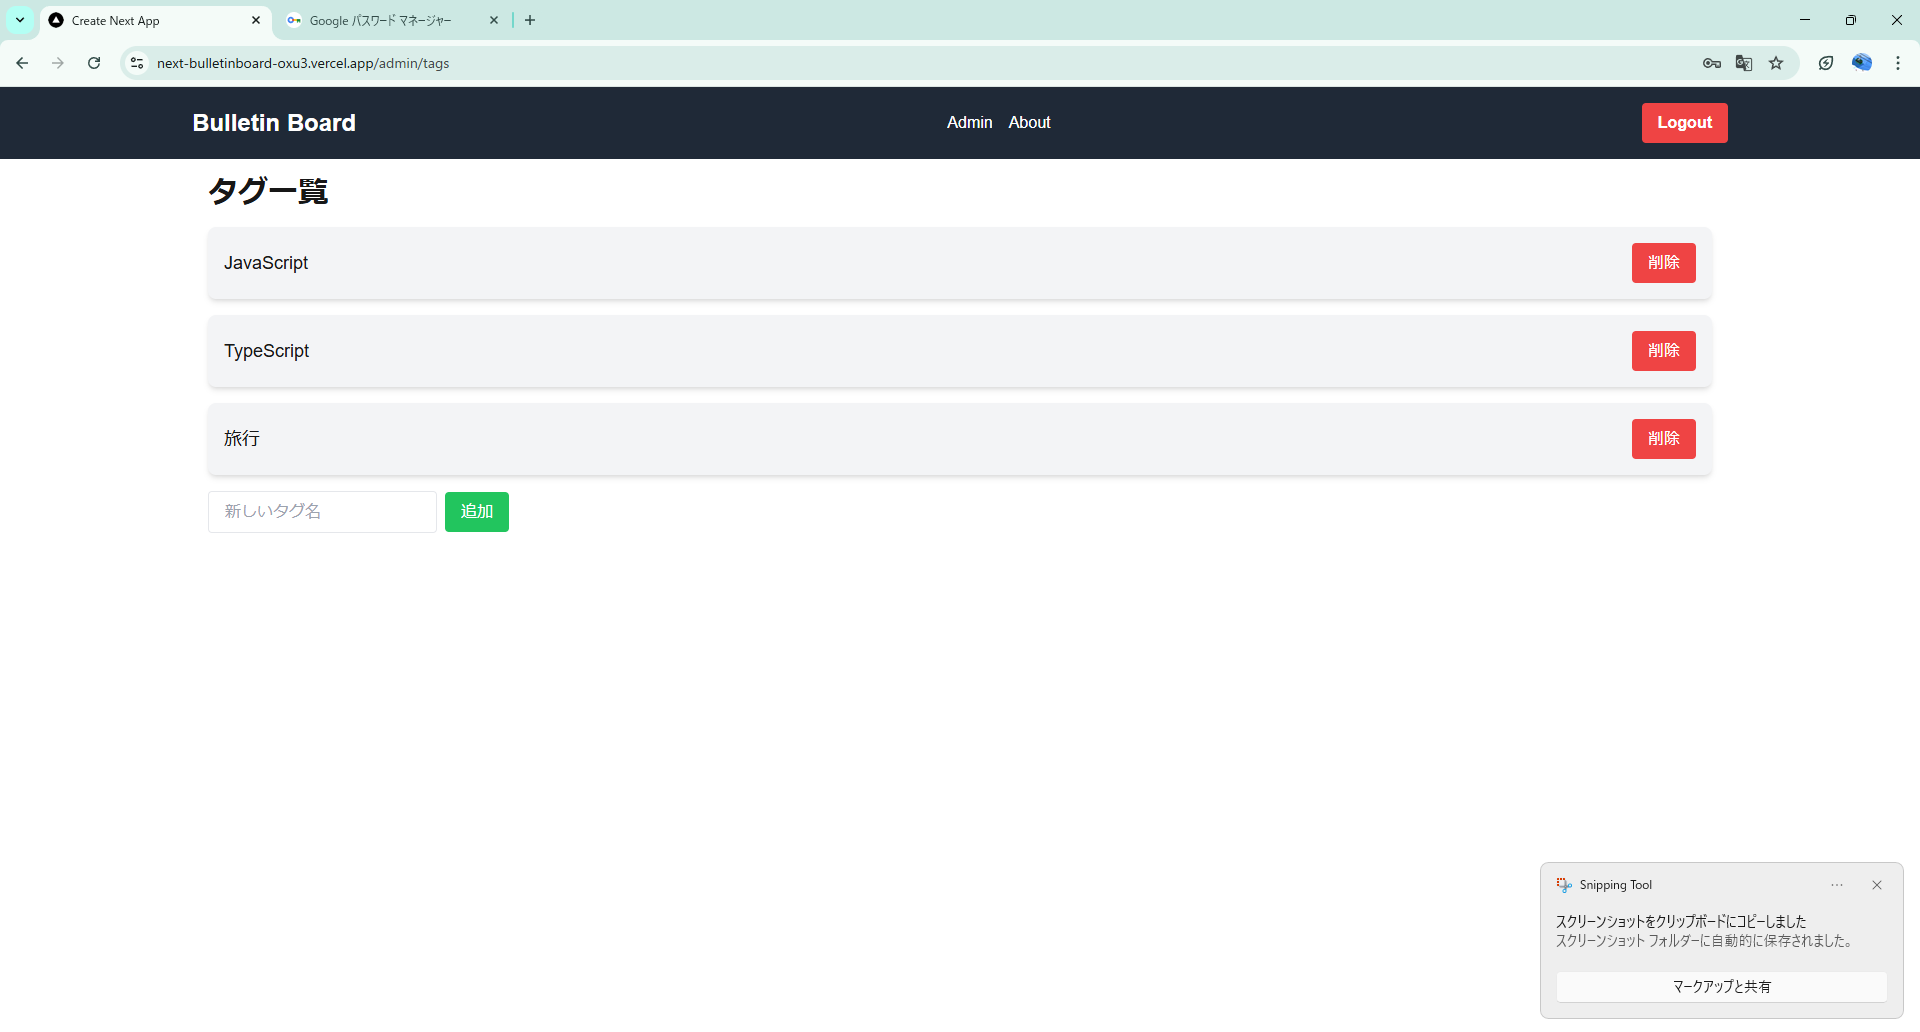 Create Next App
Google パスワード マネージャー
next-bulletinboard-oxu3.vercel.app/admin/tags
Bulletin Board
Admin About
Logout
タグ一覧
JavaScript
削除
TypeScript
削除
旅行
削除
新しいタグ名
追加
Snipping Tool
スクリーンショットをクリップボードにコピーしました
スクリーンショット フォルダーに自動的に保存されました。
マークアップと共有